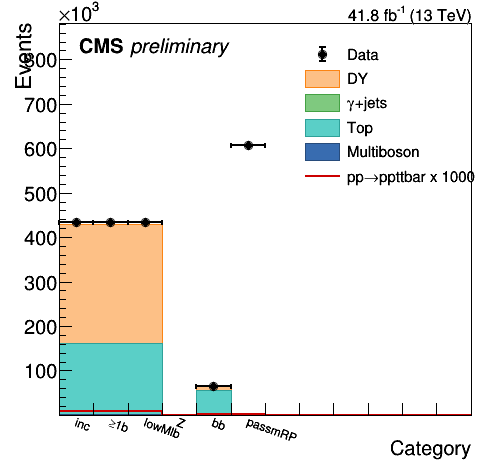 ×10³
41.8 fb⁻¹ (13 TeV)
Events
CMS preliminary
Data
DY
γ+jets
Top
Multiboson
pp→ppttbar x 1000
800
700
600
500
400
300
200
100
inc
≥1b
lowMlb
Z
bb
passmRP
Category